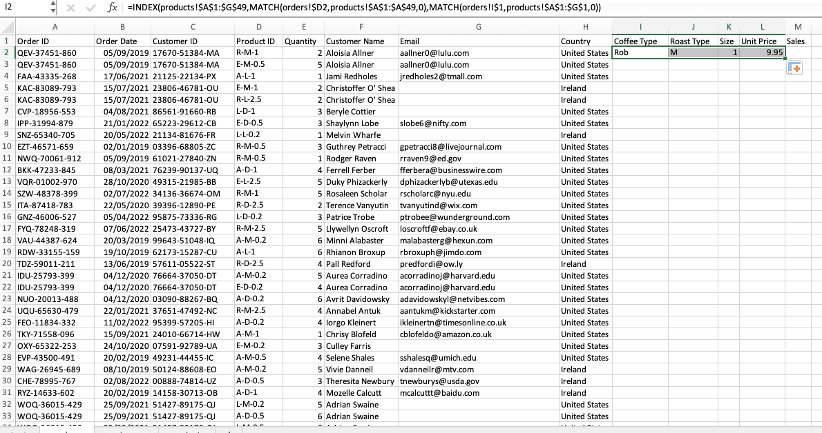 I2 fx =INDEX(products!$A$1:$G$49,MATCH(orders!$D2,products!$A$1:$A$49,0),MATCH(orders!I$1,products!$A$1:$G$1,0))
A B C D E F G H I J K L M
1 Order ID Order Date Customer ID Product ID Quantity Customer Name Email Country Coffee Type Roast Type Size Unit Price Sales
2 QEV-37451-860 05/09/2019 17670-51384-MA R-M-1 2 Aloisia Allner aallner0@lulu.com United States Rob M 1 9.95
3 QEV-37451-860 05/09/2019 17670-51384-MA E-M-0.5 5 Aloisia Allner aallner0@lulu.com United States
4 FAA-43335-268 17/06/2021 21125-22134-PX A-L-1 1 Jami Redholes jredholes2@tmall.com United States
5 KAC-83089-793 15/07/2021 23806-46781-OU E-M-1 2 Christoffer O' Shea Ireland
6 KAC-83089-793 15/07/2021 23806-46781-OU R-L-2.5 2 Christoffer O' Shea Ireland
7 CVP-18956-553 04/08/2021 86561-91660-RB L-D-1 3 Beryle Cottier United States
8 IPP-31994-879 21/01/2022 65223-29612-CB E-D-0.5 3 Shaylynn Lobe slobe6@nifty.com United States
9 SNZ-65340-705 20/05/2022 21134-81676-FR L-L-0.2 1 Melvin Wharfe Ireland
10 EZT-46571-659 02/01/2019 03396-68805-ZC R-M-0.5 3 Guthrey Petracci gpetracci8@livejournal.com United States
11 NWQ-70061-912 05/09/2019 61021-27840-ZN R-M-0.5 1 Rodger Raven rraven9@ed.gov United States
12 BKK-47233-845 08/03/2021 76239-90137-UQ A-D-1 4 Ferrell Ferber fferbera@businesswire.com United States
13 VQR-01002-970 28/10/2020 49315-21985-BB E-L-2.5 5 Duky Phizackerly dphizackerlyb@utexas.edu United States
14 SZW-48378-399 02/07/2022 34136-36674-OM R-M-1 5 Rosaleen Scholar rscholarc@nyu.edu United States
15 ITA-87418-783 22/05/2020 39396-12890-PE R-D-2.5 2 Terence Vanyutin tvanyutind@wix.com United States
16 GNZ-46006-527 05/04/2022 95875-73336-RG L-D-0.2 3 Patrice Trobe ptrobee@wunderground.com United States
17 FYQ-78248-319 07/06/2022 25473-43727-BY R-M-2.5 5 Llywellyn Oscroft loscroftf@ebay.co.uk United States
18 VAU-44387-624 20/03/2019 99643-51048-IQ A-M-0.2 6 Minni Alabaster malabasterg@hexun.com United States
19 RDW-33155-159 19/10/2019 62173-15287-CU A-L-1 6 Rhianon Broxup rbroxuph@jimdo.com United States
20 TDZ-59011-211 13/06/2019 57611-05522-ST R-D-2.5 4 Pall Redford predfordi@ow.ly Ireland
21 IDU-25793-399 04/12/2020 76664-37050-DT A-M-0.2 5 Aurea Corradino acorradinoj@harvard.edu United States
22 IDU-25793-399 04/12/2020 76664-37050-DT E-D-0.2 4 Aurea Corradino acorradinoj@harvard.edu United States
23 NUO-20013-488 04/12/2020 03090-88267-BQ A-D-0.2 6 Avrit Davidowsky adavidowskyl@netvibes.com United States
24 UQU-65630-479 22/01/2021 37651-47492-NC R-M-2.5 4 Annabel Antuk aantukm@kickstarter.com United States
25 FEO-11834-332 11/02/2022 95399-57205-HI A-D-0.2 4 Iorgo Kleinert ikleinertn@timesonline.co.uk United States
26 TKY-71558-096 15/09/2021 24010-66714-HW A-M-1 1 Chrisy Blofeld cblofeldo@amazon.co.uk United States
27 OXY-65322-253 24/10/2020 07591-92789-UA E-M-0.2 3 Culley Farris United States
28 EVP-43500-491 20/02/2019 49231-44455-IC A-M-0.5 4 Selene Shales sshalesq@umich.edu United States
29 WAG-26945-689 08/10/2019 50124-88608-EO A-M-0.2 5 Vivie Danneil vdannellr@mtv.com Ireland
30 CHE-78995-767 02/08/2022 00888-74814-UZ A-D-0.5 3 Theresita Newbury tnewburys@usda.gov Ireland
31 RYZ-14633-602 20/02/2019 14158-30713-OB A-D-1 4 Mozelle Calcutt mcalcuttt@baidu.com Ireland
32 WOQ-36015-429 25/09/2021 51427-89175-QJ L-M-0.2 5 Adrian Swaine United States
33 WOQ-36015-429 25/09/2021 51427-89175-QJ A-D-0.5 6 Adrian Swaine United States